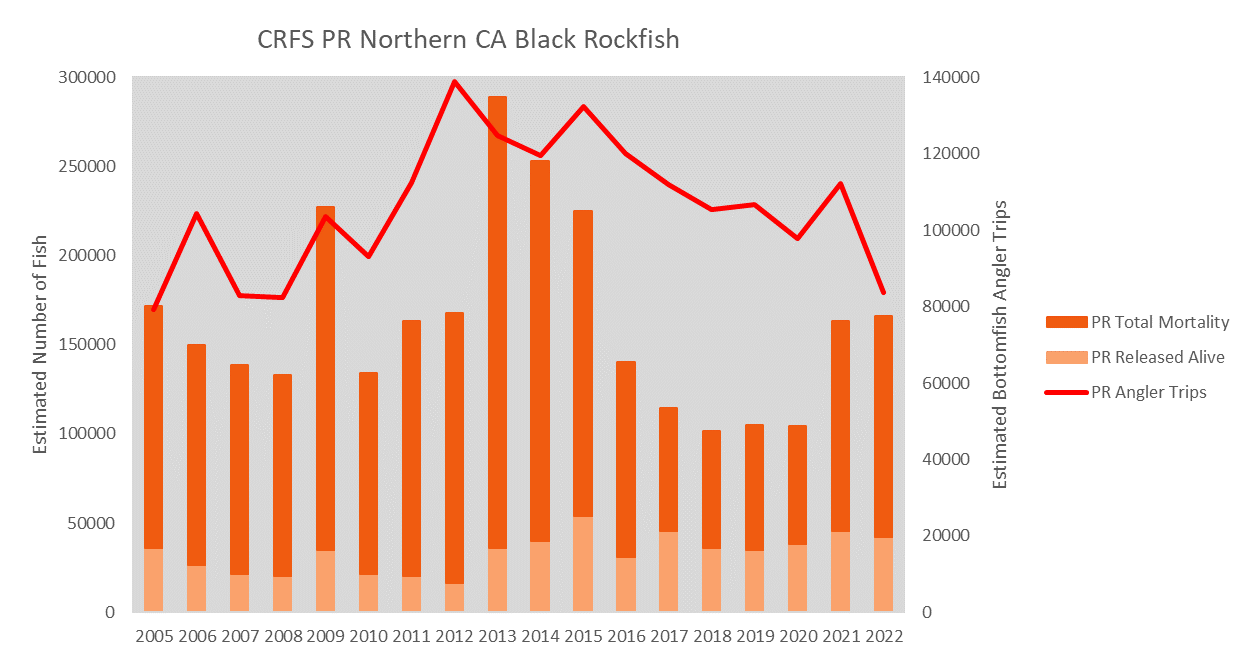 CRFS PR Northern CA Black Rockfish
Estimated Number of Fish
300000
250000
200000
150000
100000
50000
0
140000
120000
100000
80000
60000
40000
20000
0
Estimated Bottomfish Angler Trips
2005 2006 2007 2008 2009 2010 2011 2012 2013 2014 2015 2016 2017 2018 2019 2020 2021 2022
PR Total Mortality
PR Released Alive
PR Angler Trips